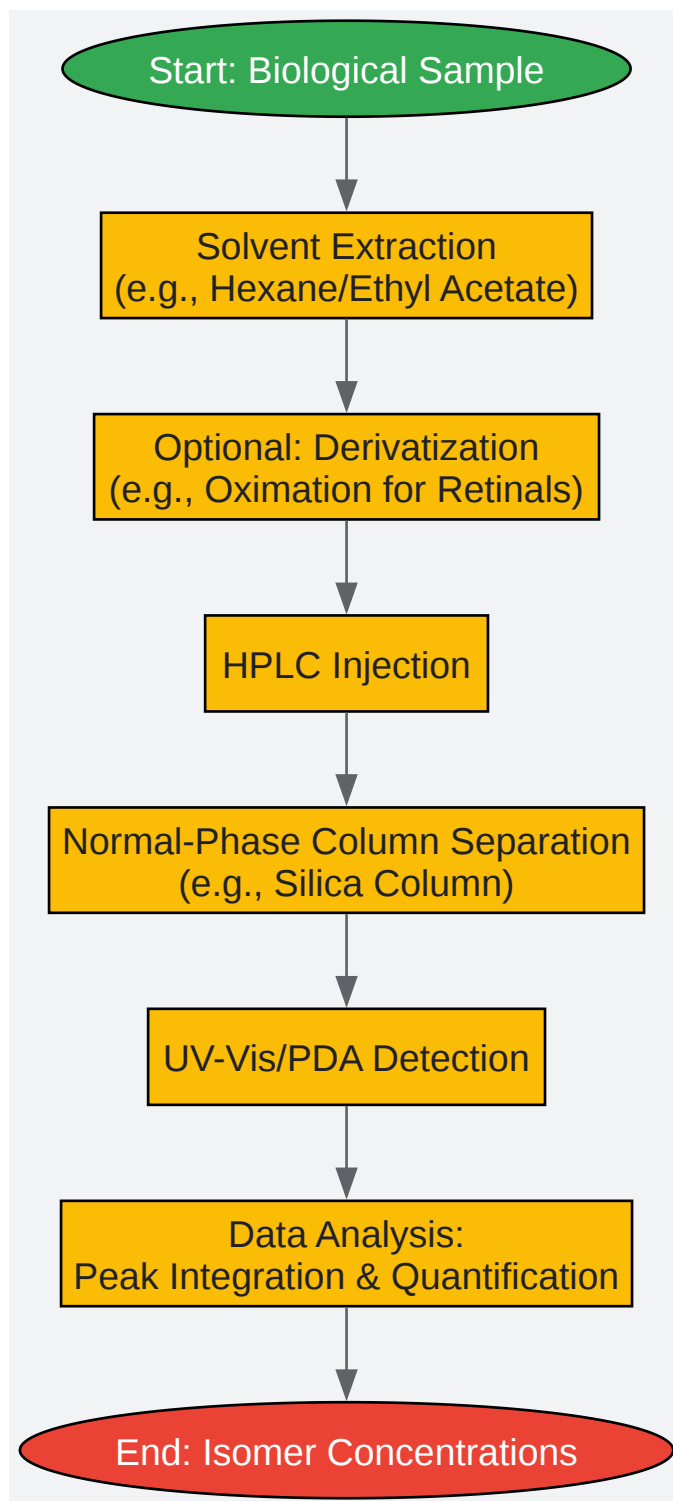 Start: Biological Sample
Solvent Extraction
(e.g., Hexane/Ethyl Acetate)
Optional: Derivatization
(e.g., Oximation for Retinals)
HPLC Injection
Normal-Phase Column Separation
(e.g., Silica Column)
UV-Vis/PDA Detection
Data Analysis:
Peak Integration & Quantification
End: Isomer Concentrations